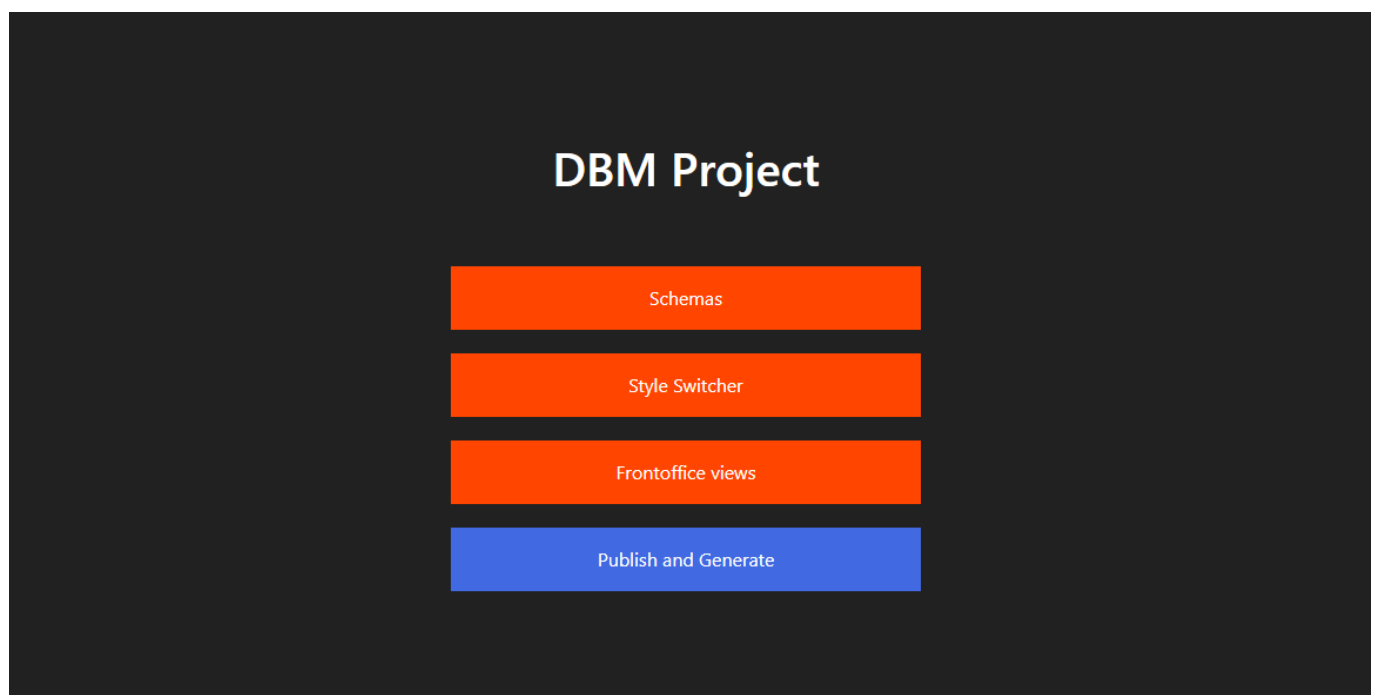 DBM Project
Schemas
Style Switcher
Frontoffice views
Publish and Generate